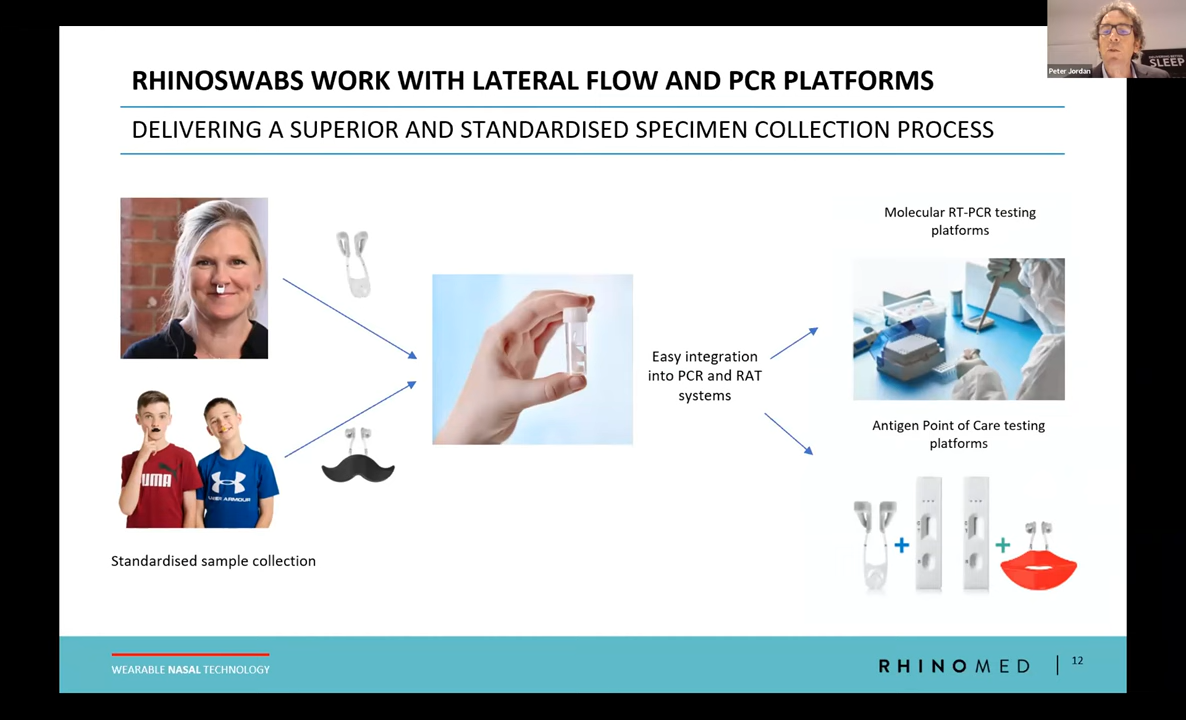 RHINOSWABS WORK WITH LATERAL FLOW AND PCR PLATFORMS
DELIVERING A SUPERIOR AND STANDARDISED SPECIMEN COLLECTION PROCESS
SLEEP
Peter Jordan
Molecular RT-PCR testing
platforms
Easy integration
into PCR and RAT
systems
Antigen Point of Care testing
platforms
PUMA
UNDER ARMOUR
Standardised sample collection
WEARABLE NASAL TECHNOLOGY
RHINOMED
12